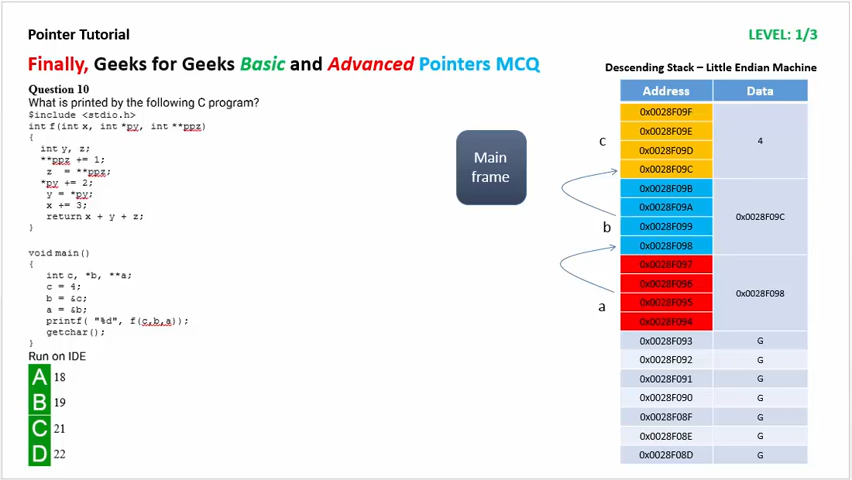 Pointer Tutorial
LEVEL: 1/3
Finally, Geeks for Geeks Basic and Advanced Pointers MCQ
Question 10
What is printed by the following C program?
$include <stdio.h>
int f(int x, int *py, int **ppz)
{
int y, z;
**ppz += 1;
z = **ppz;
*py += 2;
y = *py;
x += 3;
return x + y + z;
}
void main()
{
int c, *b, **a;
c = 4;
b = &c;
a = &b;
printf( "%d", f(c,b,a));
getchar();
}
Run on IDE
A 18
B 19
C 21
D 22
Main
frame
Descending Stack – Little Endian Machine
Address Data
0x0028F09F
0x0028F09E
c 4
0x0028F09D
0x0028F09C
0x0028F09B
0x0028F09A
0x0028F09C
b 0x0028F099
0x0028F098
0x0028F097
0x0028F096
0x0028F098
a 0x0028F095
0x0028F094
0x0028F093 G
0x0028F092 G
0x0028F091 G
0x0028F090 G
0x0028F08F G
0x0028F08E G
0x0028F08D G